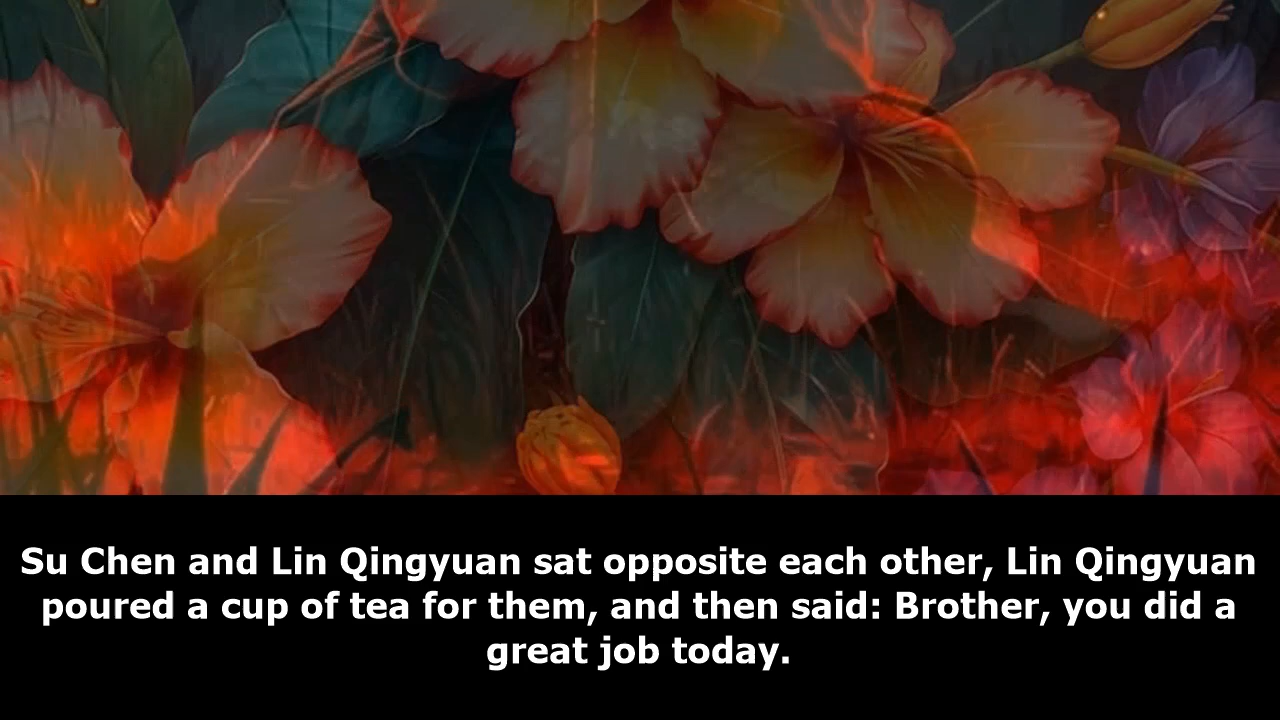 Su Chen and Lin Qingyuan sat opposite each other, Lin Qingyuan
poured a cup of tea for them, and then said: Brother, you did a
great job today.